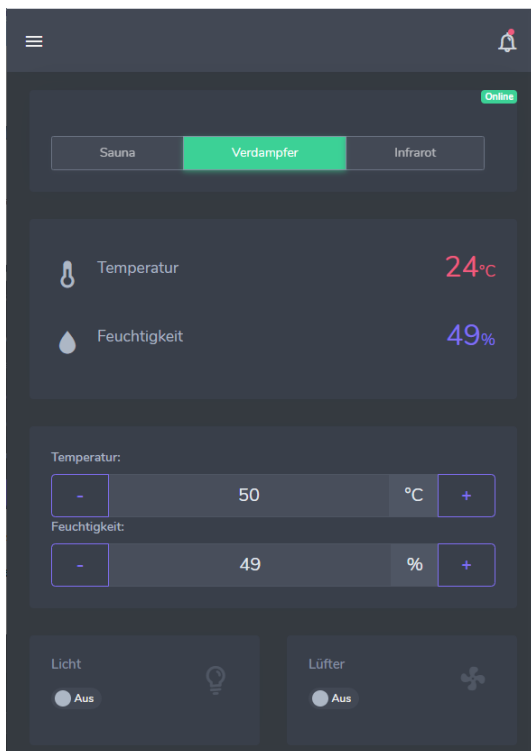 Online
Sauna Verdampfer Infrarot
Temperatur 24°C
Feuchtigkeit 49%
Temperatur:
- 50 °C +
Feuchtigkeit:
- 49 % +
Licht Lüfter
Aus Aus